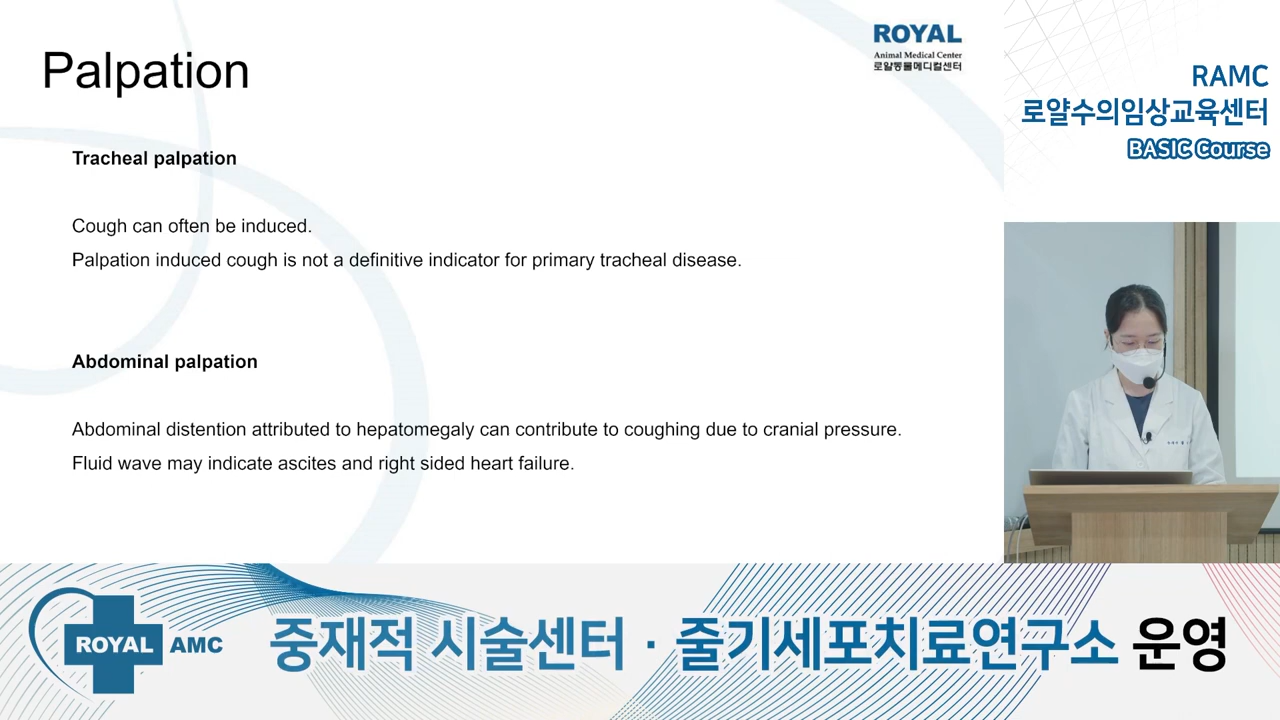 Palpation
ROYAL
Animal Medical Center
로얄동물메디컬센터
Tracheal palpation
Cough can often be induced.
Palpation induced cough is not a definitive indicator for primary tracheal disease.
Abdominal palpation
Abdominal distention attributed to hepatomegaly can contribute to coughing due to cranial pressure.
Fluid wave may indicate ascites and right sided heart failure.
RAMC
로얄수의임상교육센터
BASIC Course
ROYAL AMC
중재적 시술센터 · 줄기세포치료연구소 운영